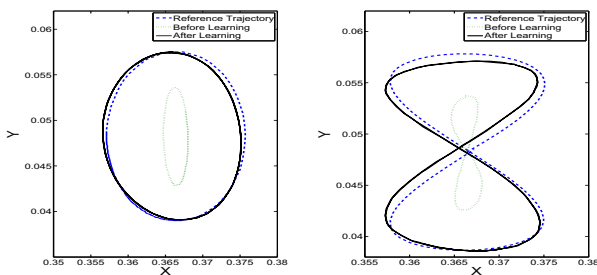 0.06
Reference Trajectory
Before Learning
After Learning
0.055
0.05
Y
0.045
0.04
0.35 0.355 0.36 0.365 0.37 0.375 0.38
X
0.06
Reference Trajectory
Before Learning
After Learning
0.055
0.05
Y
0.045
0.04
0.355 0.36 0.365 0.37 0.375 0.38
X